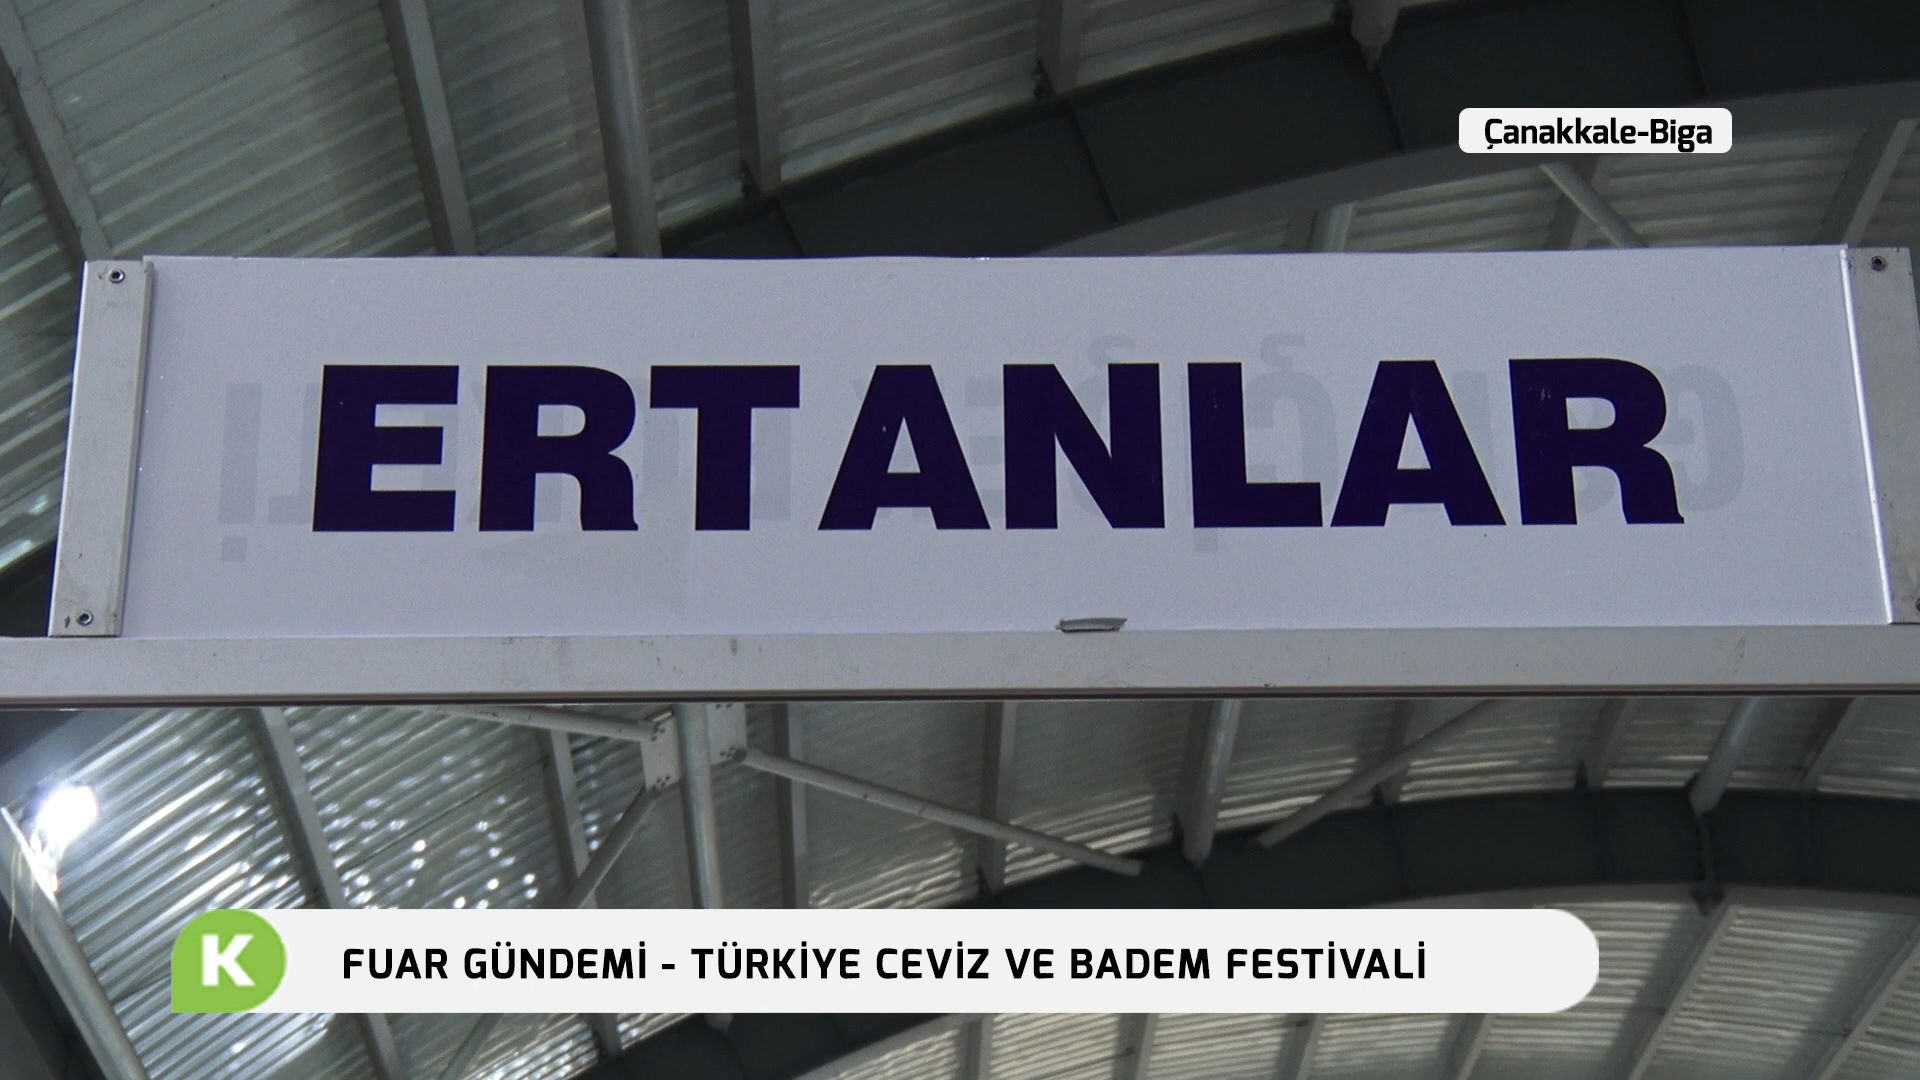 Çanakkale-Biga
ERTANLAR
K
FUAR GÜNDEMİ - TÜRKİYE CEVİZ VE BADEM FESTİVALİ